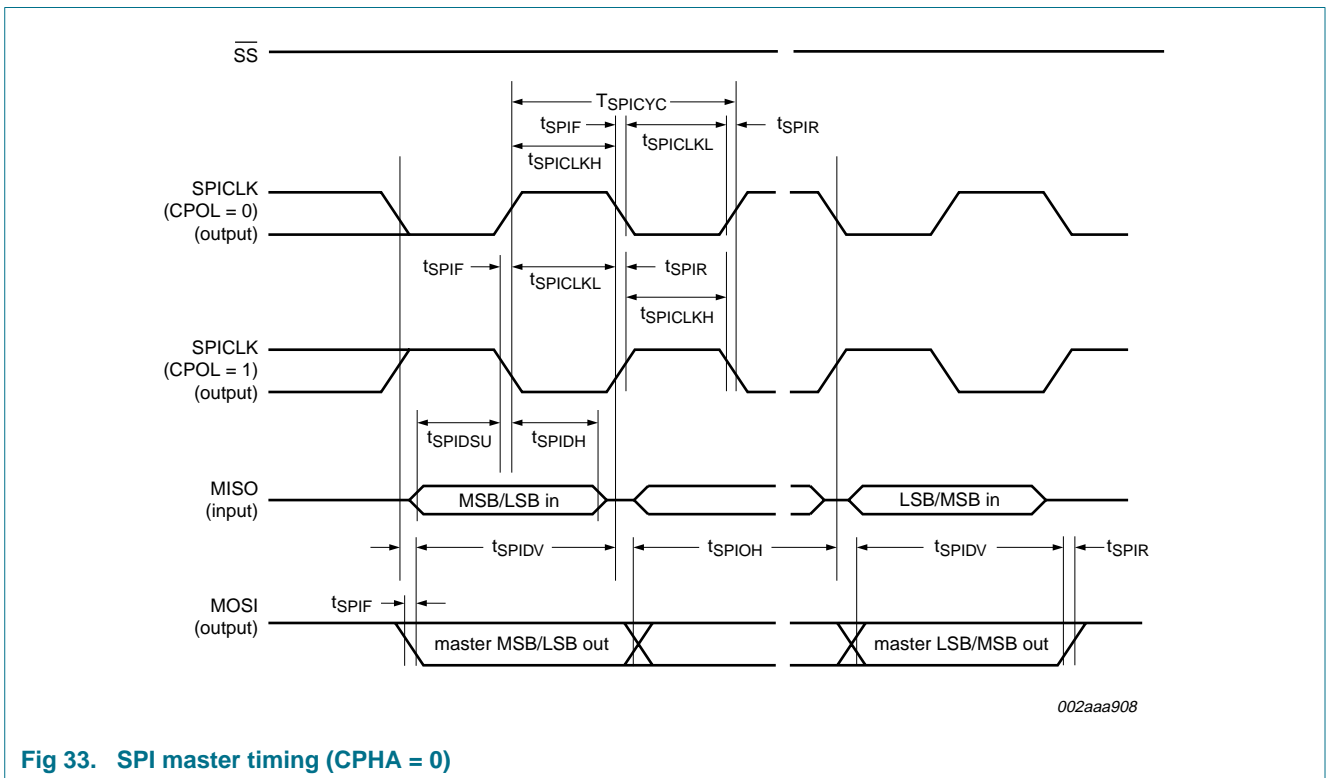 SS
TSPICYC
tSPIF
tSPICLKL
tSPIR
tSPICLKH
SPICLK
(CPOL = 0)
(output)
tSPIF
tSPICLKL
tSPIR
tSPICLKH
SPICLK
(CPOL = 1)
(output)
tSPIDSU
tSPIDH
MISO
(input)
MSB/LSB in
LSB/MSB in
tSPIDV
tSPIOH
tSPIDV
tSPIR
tSPIF
MOSI
(output)
master MSB/LSB out
master LSB/MSB out
002aaa908
Fig 33. SPI master timing (CPHA = 0)